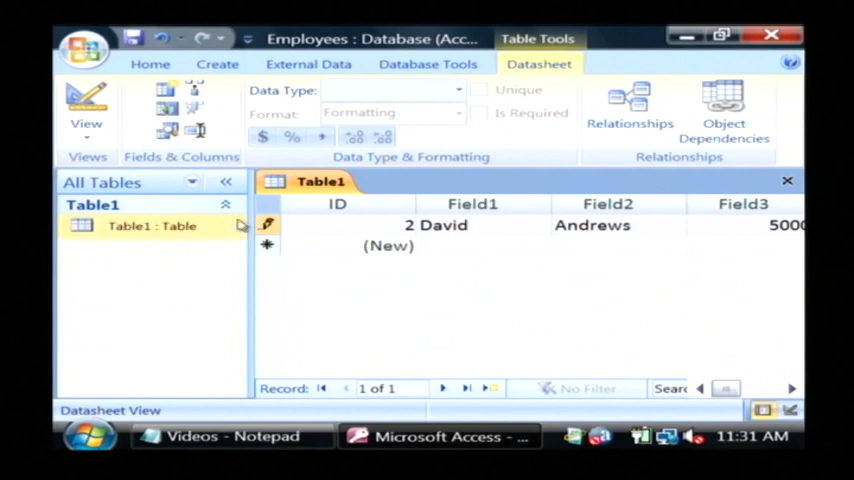 Employees : Database (Acc... Table Tools
Home Create External Data Database Tools Datasheet
Data Type: Unique
View Format: Formatting Is Required Relationships Object Dependencies
$ % ,
Views Fields & Columns Data Type & Formatting Relationships
All Tables Table1
Table1 ID Field1 Field2 Field3
Table1 : Table 2 David Andrews 5000
(New)
Record: 1 of 1 No Filter Searc
Datasheet View
Videos - Notepad Microsoft Access - ... 11:31 AM